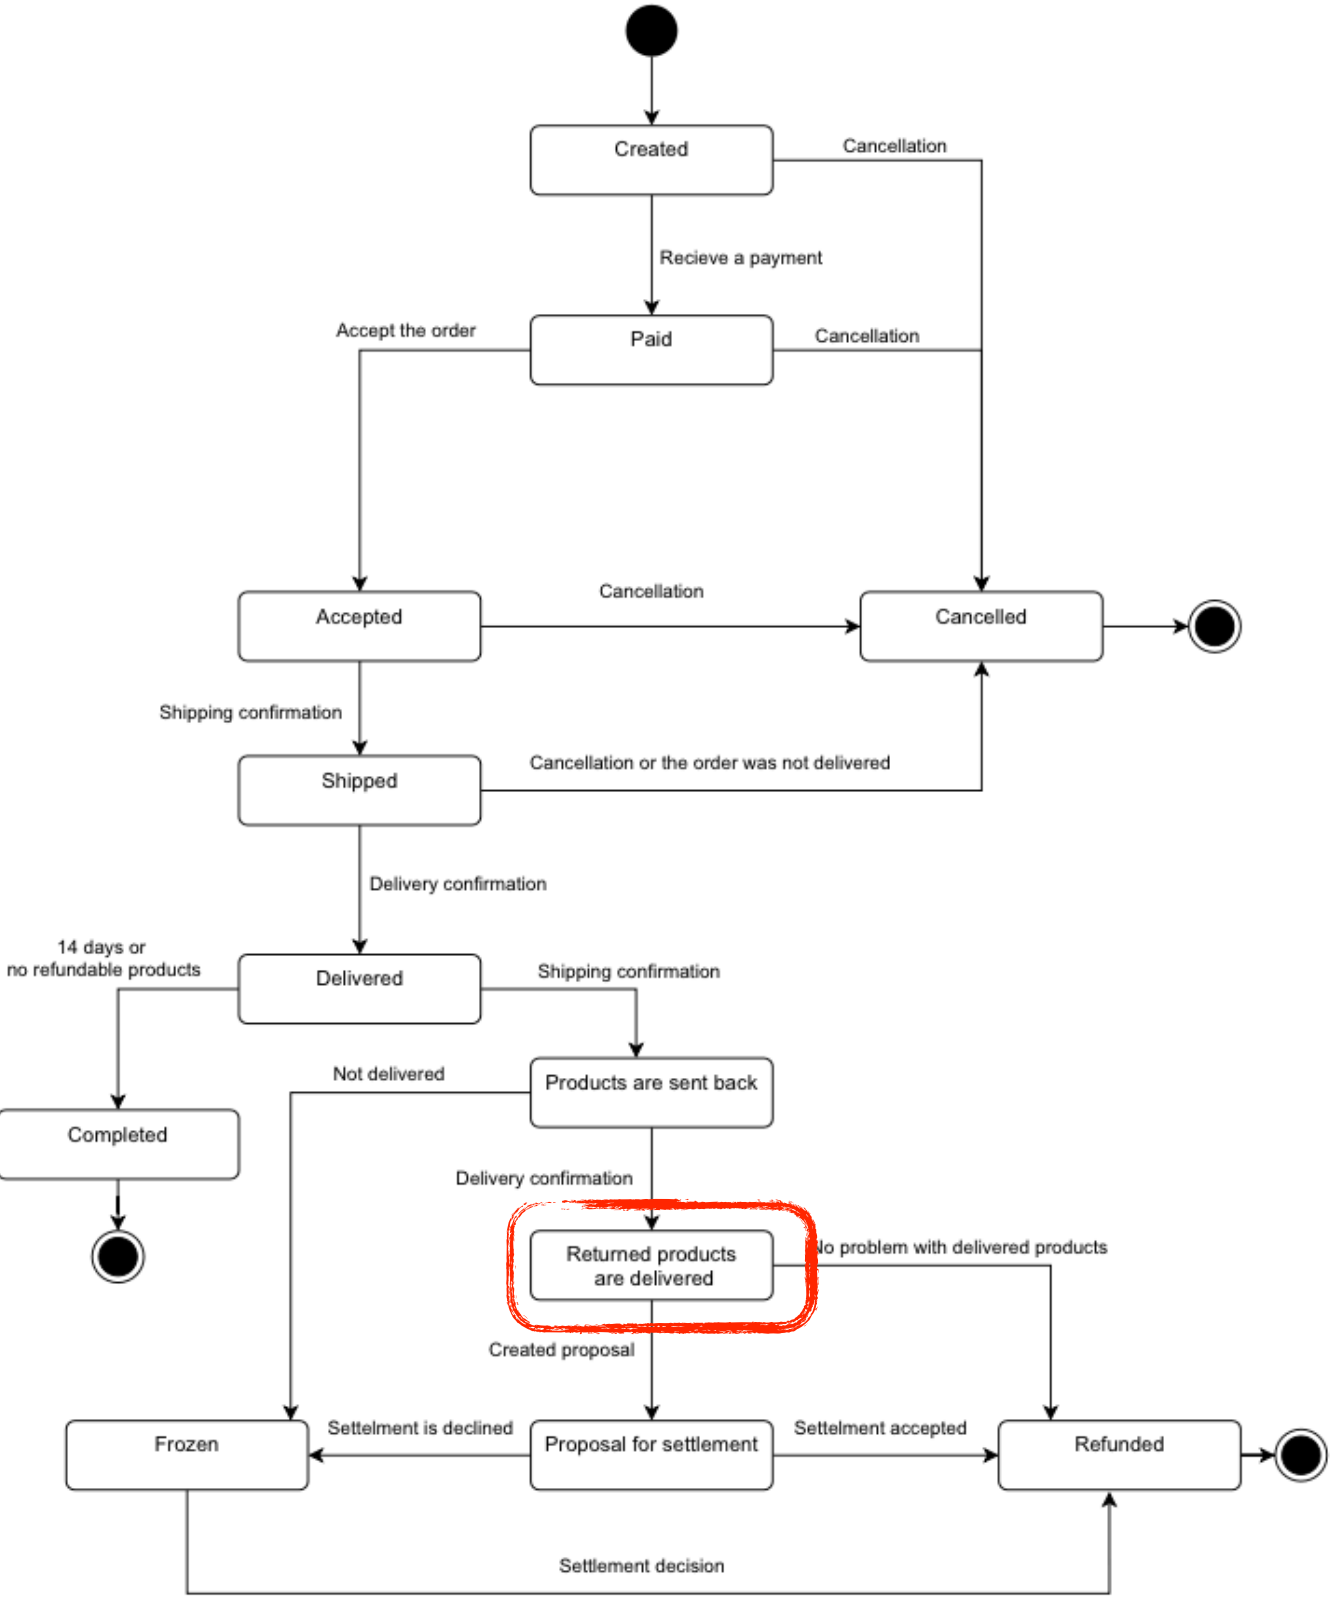 Created
Cancellation
Recieve a payment
Accept the order
Paid
Cancellation
Accepted
Cancellation
Cancelled
Shipping confirmation
Shipped
Cancellation or the order was not delivered
Delivery confirmation
14 days or
no refundable products
Delivered
Shipping confirmation
Not delivered
Products are sent back
Completed
Delivery confirmation
Returned products
are delivered
No problem with delivered products
Created proposal
Frozen
Settelment is declined
Proposal for settlement
Settelment accepted
Refunded
Settlement decision